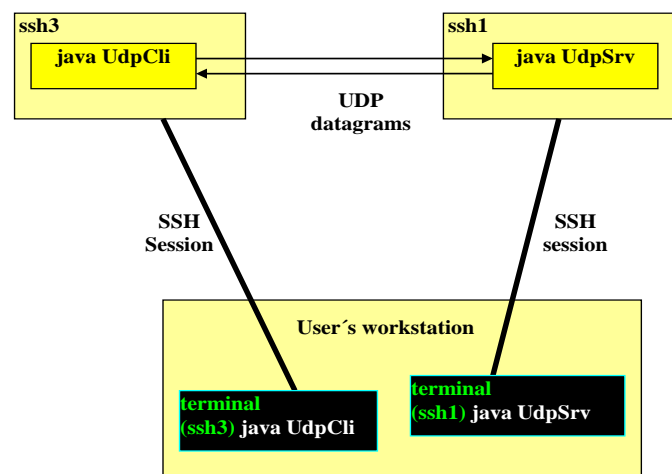 ssh3
java UdpCli
ssh1
java UdpSrv
UDP
datagrams
SSH
Session
SSH
session
User´s workstation
terminal
(ssh3) java UdpCli
terminal
(ssh1) java UdpSrv